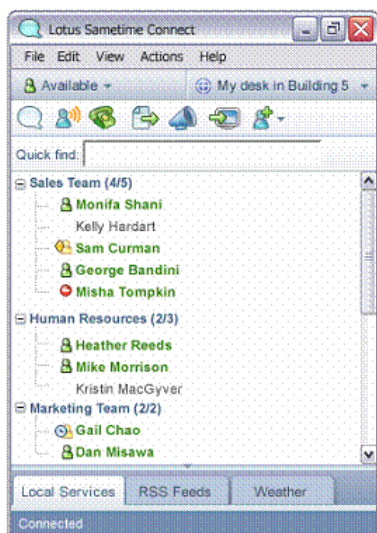 Lotus Sametime Connect
File Edit View Actions Help
Available My desk in Building 5
Quick find:
Sales Team (4/5)
Monifa Shani
Kelly Hardart
Sam Curman
George Bandini
Misha Tompkin
Human Resources (2/3)
Heather Reeds
Mike Morrison
Kristin MacGyver
Marketing Team (2/2)
Gail Chao
Dan Misawa
Local Services RSS Feeds Weather
Connected